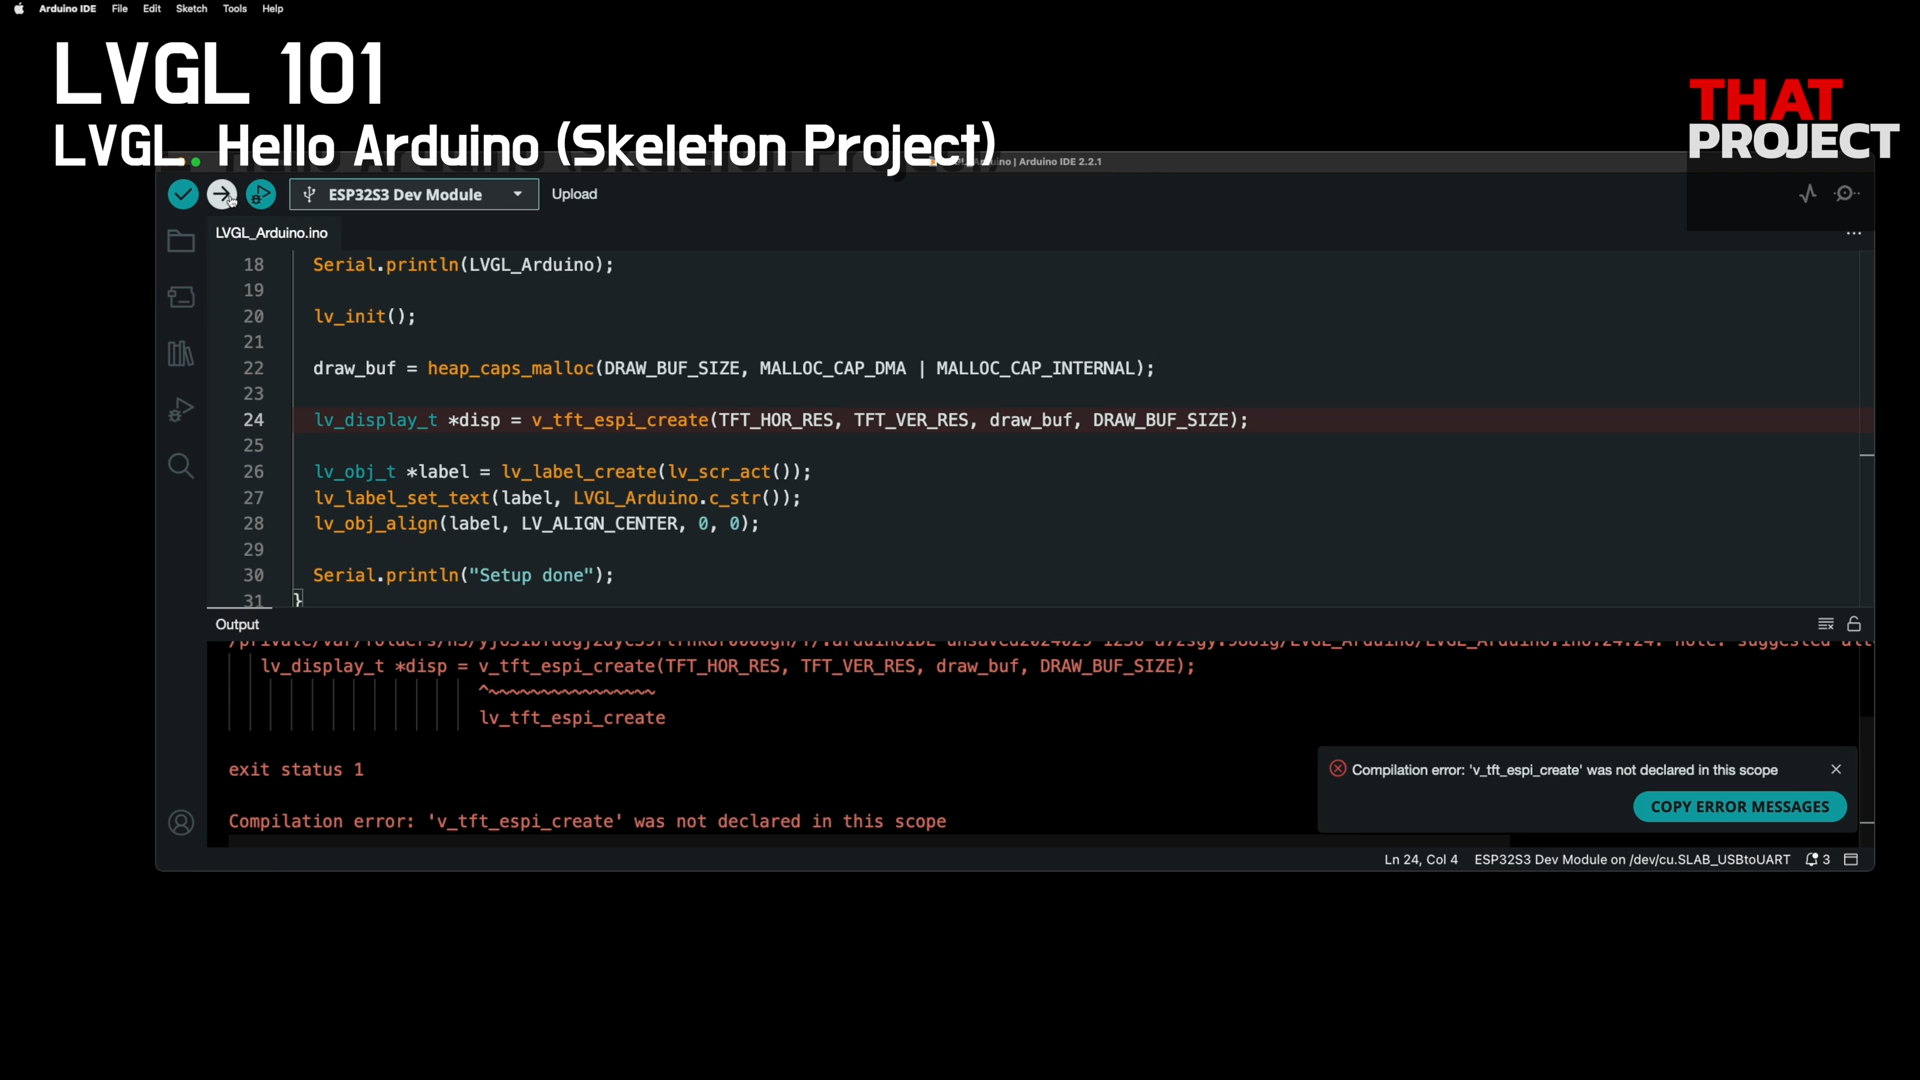 Arduino IDE File Edit Sketch Tools Help
LVGL 101
LVGL. Hello Arduino (Skeleton Project)
THAT
PROJECT
| Arduino IDE 2.2.1
ESP32S3 Dev Module Upload
LVGL_Arduino.ino
18 Serial.println(LVGL_Arduino);
19
20 lv_init();
21
22 draw_buf = heap_caps_malloc(DRAW_BUF_SIZE, MALLOC_CAP_DMA | MALLOC_CAP_INTERNAL);
23
24 lv_display_t *disp = v_tft_espi_create(TFT_HOR_RES, TFT_VER_RES, draw_buf, DRAW_BUF_SIZE);
25
26 lv_obj_t *label = lv_label_create(lv_scr_act());
27 lv_label_set_text(label, LVGL_Arduino.c_str());
28 lv_obj_align(label, LV_ALIGN_CENTER, 0, 0);
29
30 Serial.println("Setup done");
31 }
Output
lv_display_t *disp = v_tft_espi_create(TFT_HOR_RES, TFT_VER_RES, draw_buf, DRAW_BUF_SIZE);
^~~~~~~~~~~~~~~~~
lv_tft_espi_create
exit status 1
Compilation error: 'v_tft_espi_create' was not declared in this scope
Compilation error: 'v_tft_espi_create' was not declared in this scope
COPY ERROR MESSAGES
Ln 24, Col 4 ESP32S3 Dev Module on /dev/cu.SLAB_USBtoUART 3